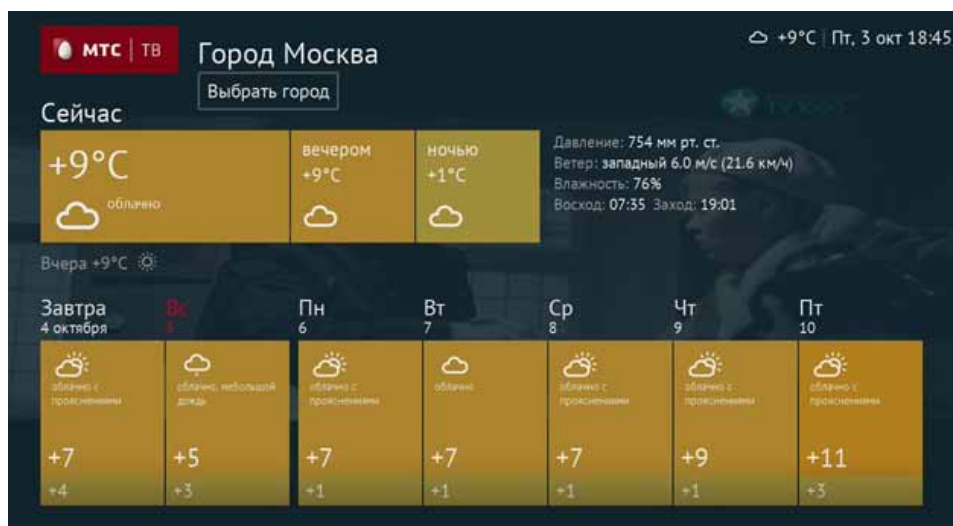 МТС | ТВ
Город Москва
+9°C | Пт, 3 окт 18:45
Выбрать город
Сейчас
+9°C
облачно
вечером
+9°C
ночью
+1°C
Давление: 754 мм рт. ст.
Ветер: западный 6.0 м/с (21.6 км/ч)
Влажность: 76%
Восход: 07:35 Заход: 19:01
Вчера +9°C
Завтра
4 октября
Вс
5
Пн
6
Вт
7
Ср
8
Чт
9
Пт
10
облачно с
прояснениями
+7
+4
облачно, небольшой
дождь
+5
+3
облачно с
прояснениями
+7
+1
облачно
+7
+1
облачно с
прояснениями
+7
+1
облачно с
прояснениями
+9
+1
облачно с
прояснениями
+11
+3